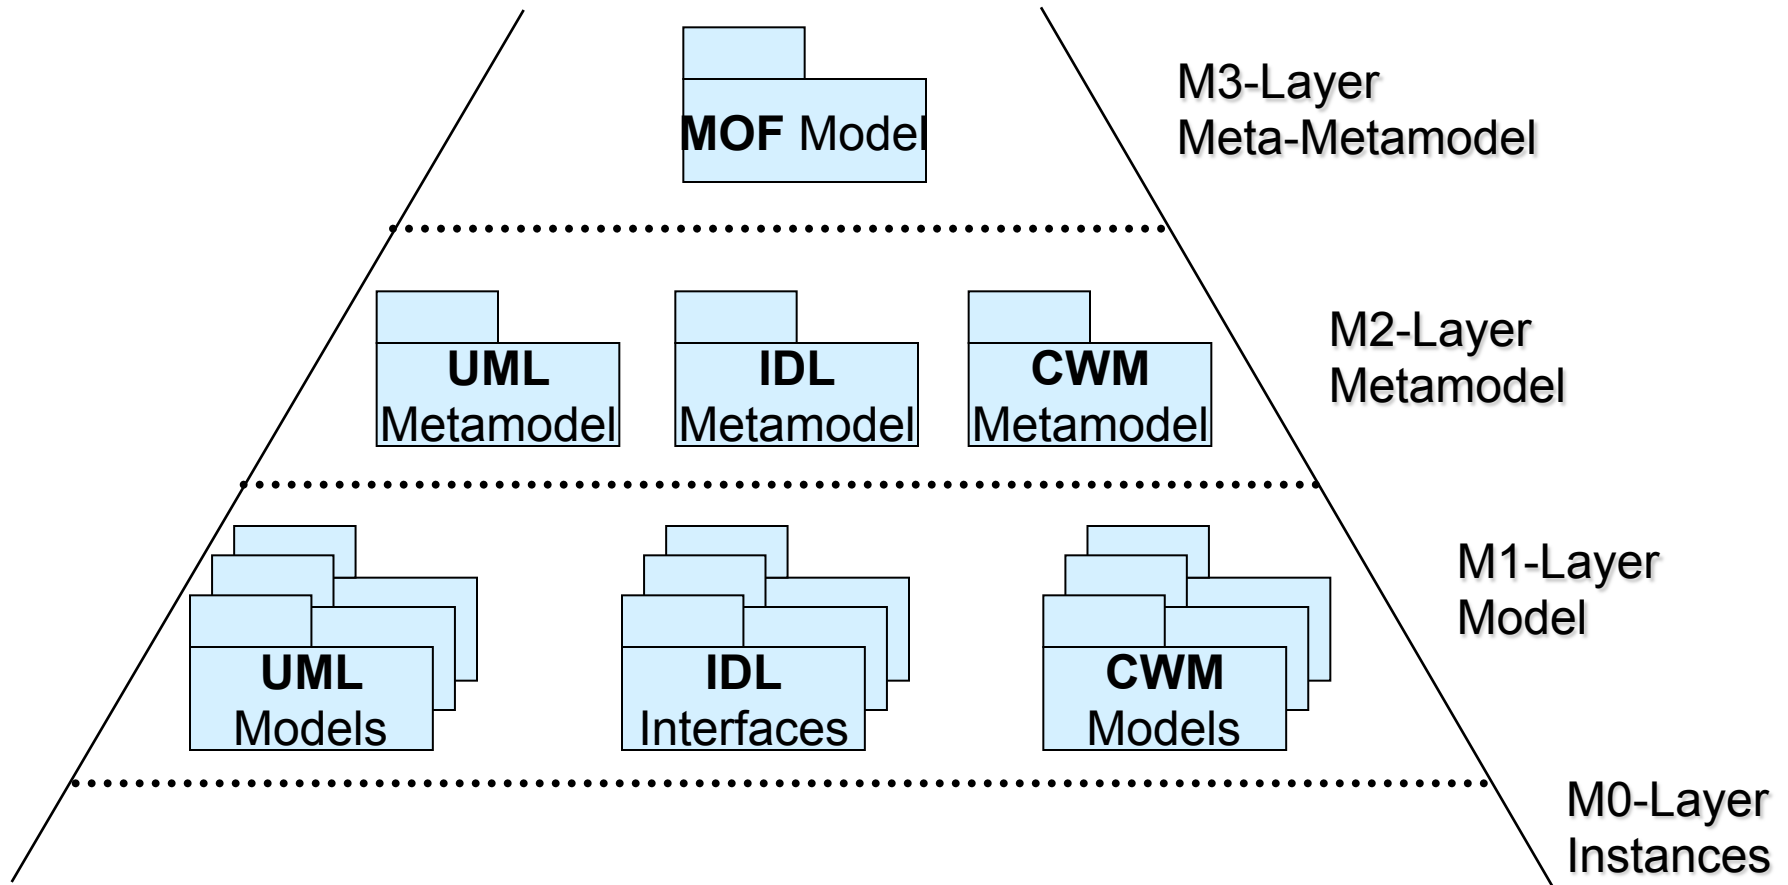 MOF Model
M3-Layer
Meta-Metamodel
UML
Metamodel
IDL
Metamodel
CWM
Metamodel
M2-Layer
Metamodel
UML
Models
IDL
Interfaces
CWM
Models
M1-Layer
Model
M0-Layer
Instances